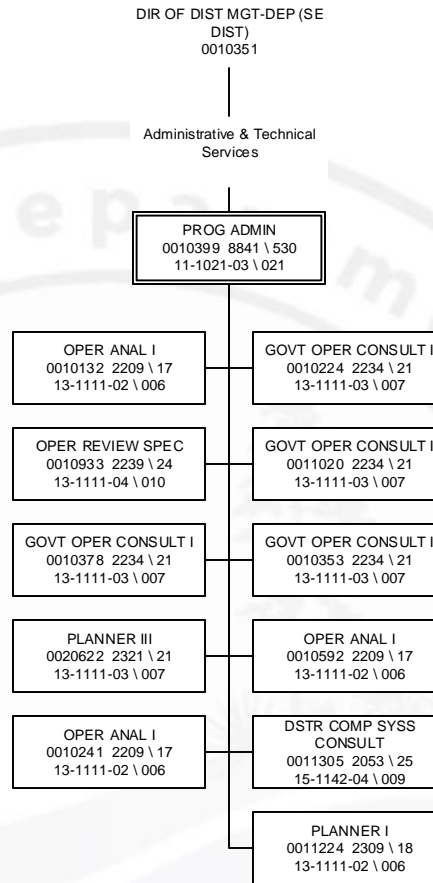 DIR OF DIST MGT-DEP (SE
DIST)
0010351
Administrative & Technical
Services
PROG ADMIN
0010399 8841 \ 530
11-1021-03 \ 021
OPER ANAL I
0010132 2209 \ 17
13-1111-02 \ 006
GOVT OPER CONSULT I
0010224 2234 \ 21
13-1111-03 \ 007
OPER REVIEW SPEC
0010933 2239 \ 24
13-1111-04 \ 010
GOVT OPER CONSULT I
0011020 2234 \ 21
13-1111-03 \ 007
GOVT OPER CONSULT I
0010378 2234 \ 21
13-1111-03 \ 007
GOVT OPER CONSULT I
0010353 2234 \ 21
13-1111-03 \ 007
PLANNER III
0020622 2321 \ 21
13-1111-03 \ 007
OPER ANAL I
0010592 2209 \ 17
13-1111-02 \ 006
OPER ANAL I
0010241 2209 \ 17
13-1111-02 \ 006
DSTR COMP SYSS
CONSULT
0011305 2053 \ 25
15-1142-04 \ 009
PLANNER I
0011224 2309 \ 18
13-1111-02 \ 006